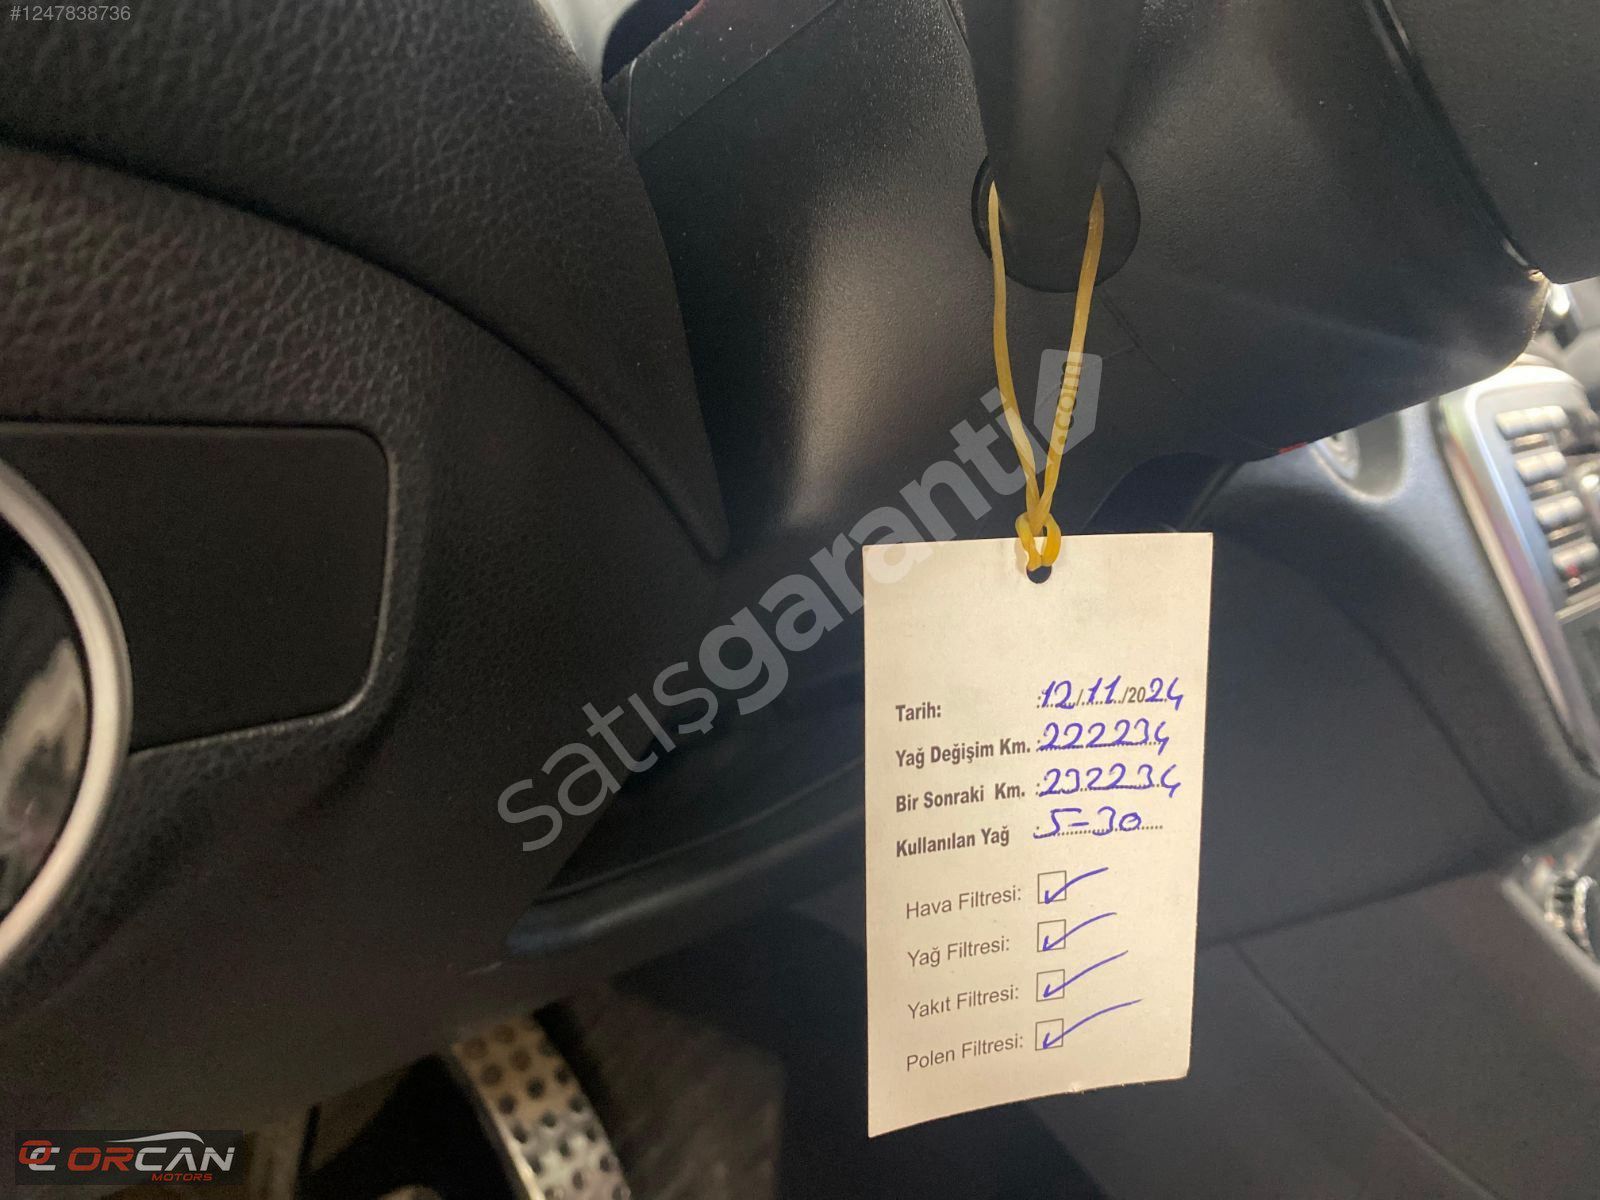 #1247838736
satışgaranti.com
Tarih: 12/11/2024
Yağ Değişim Km. :222234
Bir Sonraki Km. :232234
Kullanılan Yağ :5-30
Hava Filtresi: ✓
Yağ Filtresi: ✓
Yakıt Filtresi: ✓
Polen Filtresi: ✓
OC ORCAN
MOTORS